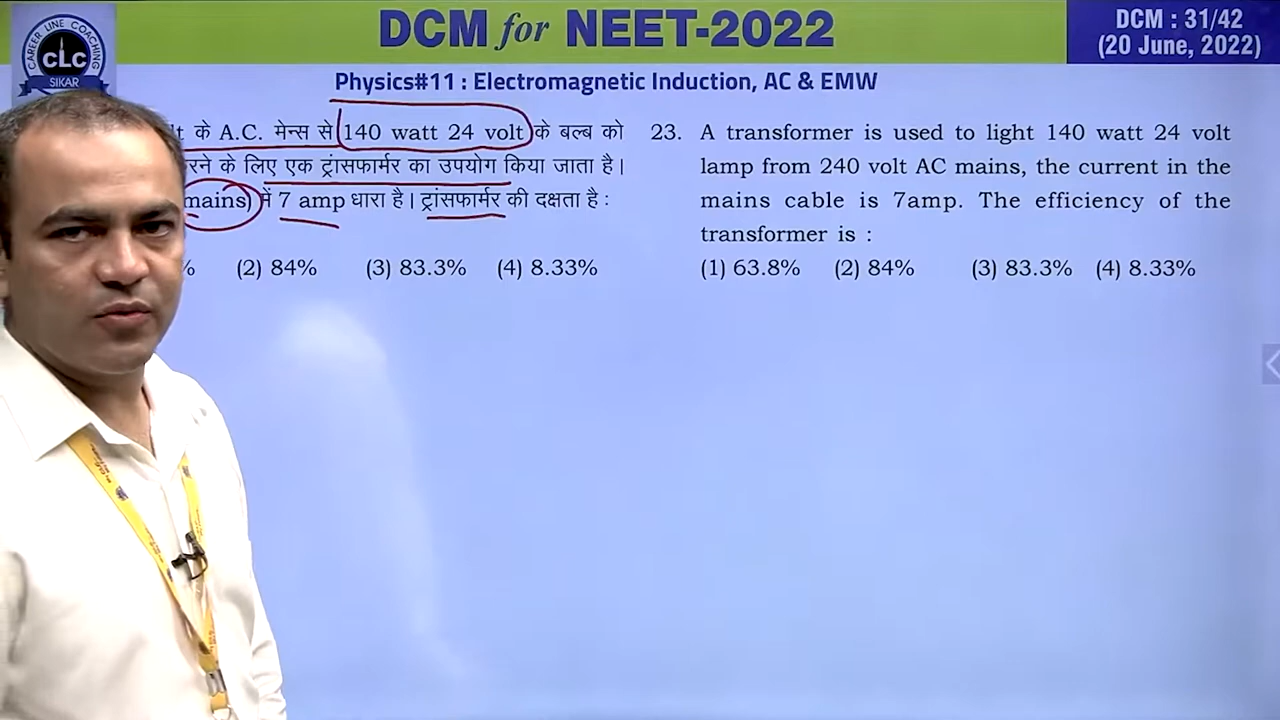 DCM for NEET-2022
DCM : 31/42
(20 June, 2022)
CAREER LINE COACHING
CLC
SIKAR
Physics#11 : Electromagnetic Induction, AC & EMW
के A.C. मेन्स से 140 watt 24 volt के बल्ब को
के लिए एक ट्रांसफार्मर का उपयोग किया जाता है।
mains) में 7 amp धारा है। ट्रांसफार्मर की दक्षता है :
(2) 84% (3) 83.3% (4) 8.33%
23. A transformer is used to light 140 watt 24 volt
lamp from 240 volt AC mains, the current in the
mains cable is 7amp. The efficiency of the
transformer is :
(1) 63.8% (2) 84% (3) 83.3% (4) 8.33%